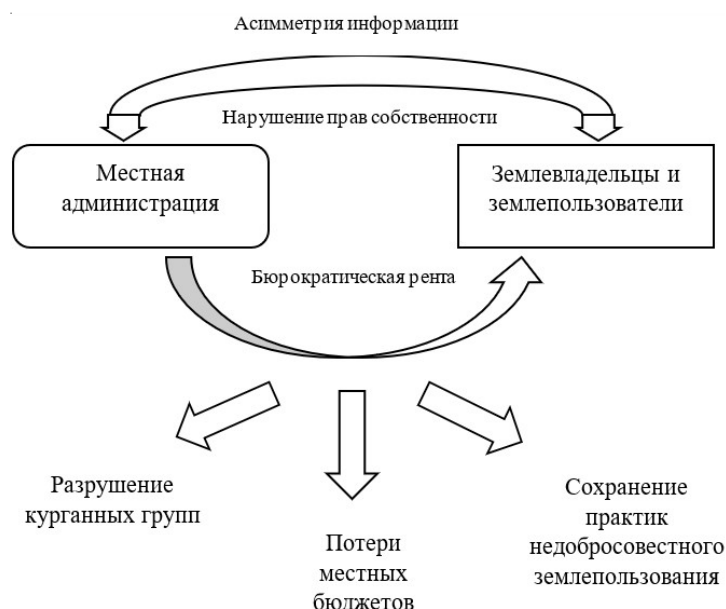 Асимметрия информации
Нарушение прав собственности
Местная
администрация
Землевладельцы и
землепользователи
Бюрократическая рента
Разрушение
курганных групп
Потери
местных
бюджетов
Сохранение
практик
недобросовестного
землепользования